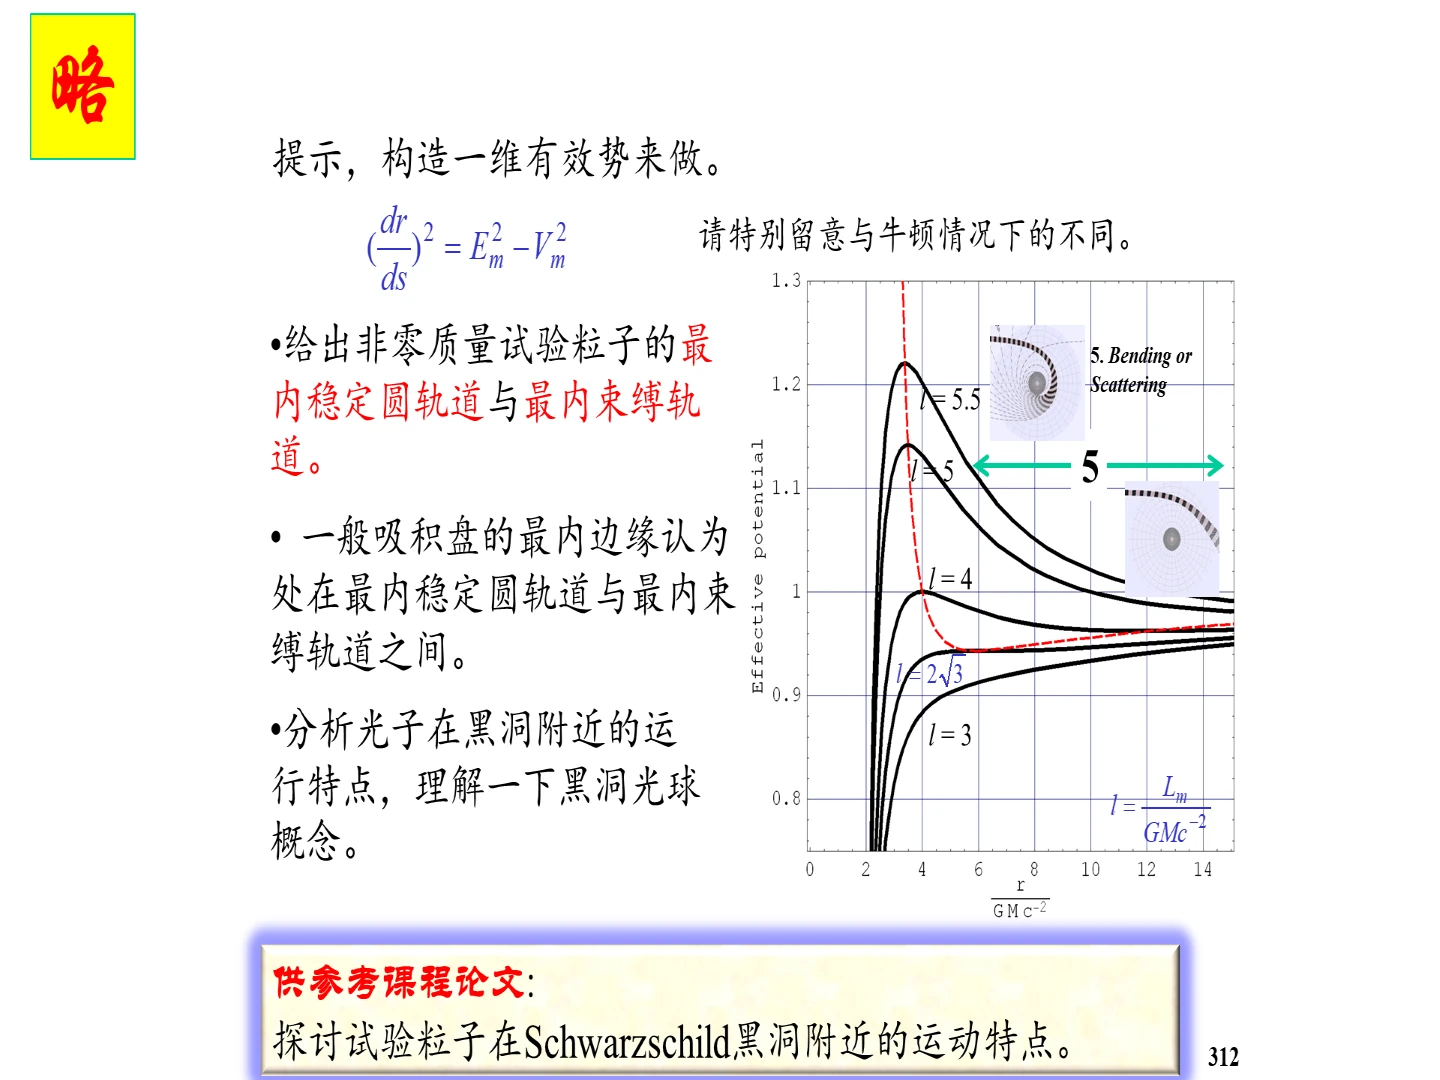 略
提示，构造一维有效势来做。
(dr/ds)² = E²ₘ − V²ₘ
请特别留意与牛顿情况下的不同。
•给出非零质量试验粒子的最
内稳定圆轨道与最内束缚轨
道。
• 一般吸积盘的最内边缘认为
处在最内稳定圆轨道与最内束
缚轨道之间。
•分析光子在黑洞附近的运
行特点，理解一下黑洞光球
概念。
Effective potential
1.3
1.2
1.1
1
0.9
0.8
0 2 4 6 8 10 12 14
r
GMc⁻²
l = 5.5
l = 5
l = 4
l = 2√3
l = 3
5. Bending or
Scattering
5
l = Lₘ/GMc⁻²
供参考课程论文:
探讨试验粒子在Schwarzschild黑洞附近的运动特点。
312